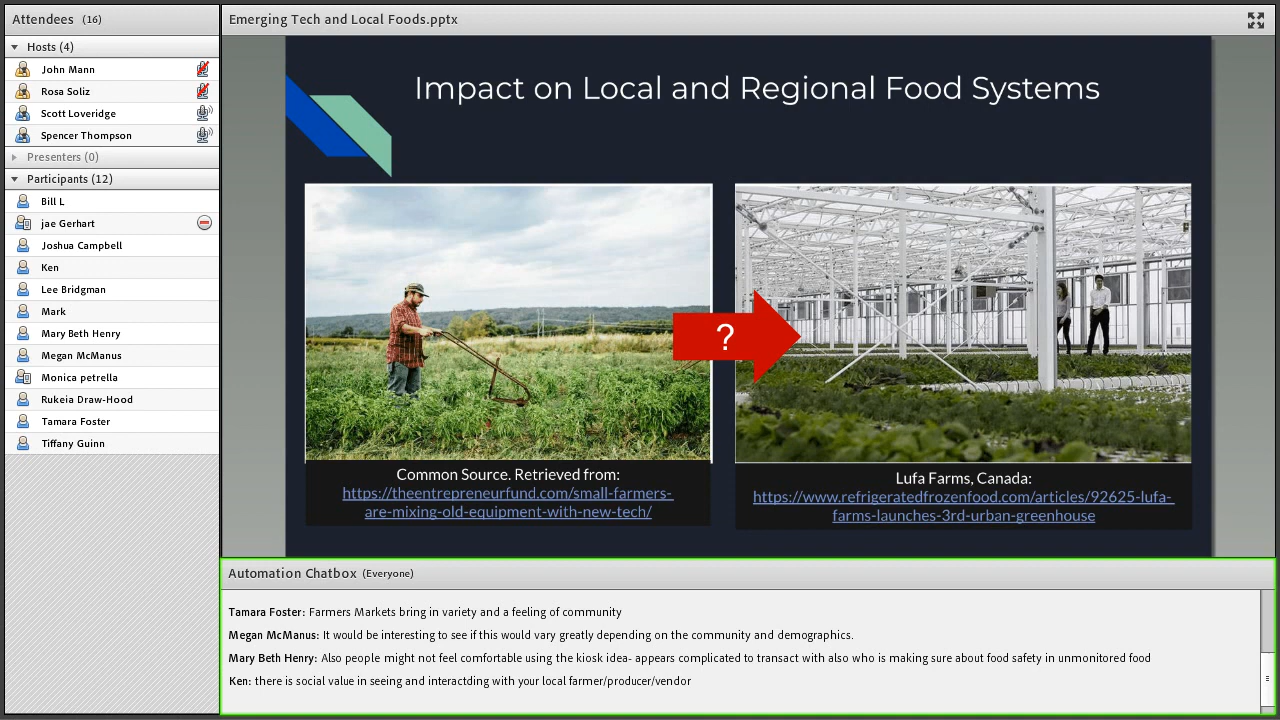 Attendees (16)
Hosts (4)
John Mann
Rosa Soliz
Scott Loveridge
Spencer Thompson
Presenters (0)
Participants (12)
Bill L
jae Gerhart
Joshua Campbell
Ken
Lee Bridgman
Mark
Mary Beth Henry
Megan McManus
Monica petrella
Rukeia Draw-Hood
Tamara Foster
Tiffany Guinn
Emerging Tech and Local Foods.pptx
Impact on Local and Regional Food Systems
?
Common Source. Retrieved from:
https://theentrepreneurfund.com/small-farmers-
are-mixing-old-equipment-with-new-tech/
Lufa Farms, Canada:
https://www.refrigeratedfrozenfood.com/articles/92625-lufa-
farms-launches-3rd-urban-greenhouse
Automation Chatbox (Everyone)
Tamara Foster: Farmers Markets bring in variety and a feeling of community
Megan McManus: It would be interesting to see if this would vary greatly depending on the community and demographics.
Mary Beth Henry: Also people might not feel comfortable using the kiosk idea- appears complicated to transact with also who is making sure about food safety in unmonitored food
Ken: there is social value in seeing and interactding with your local farmer/producer/vendor